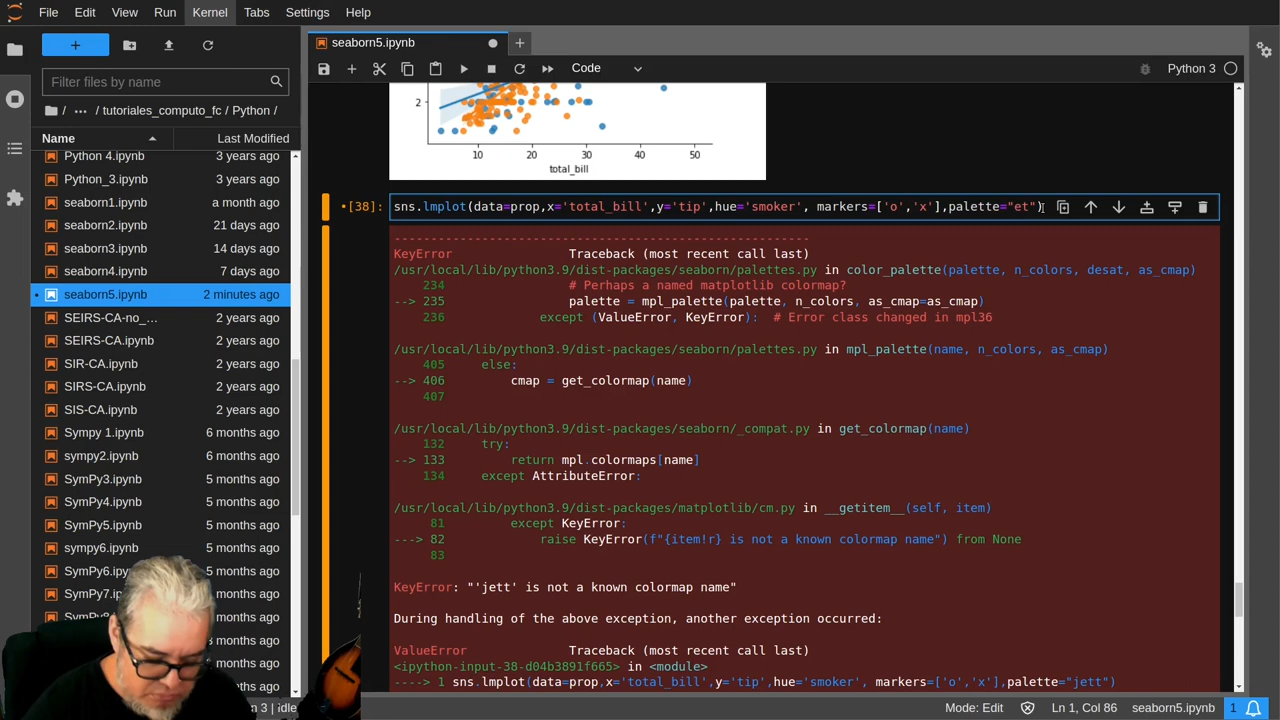 File Edit View Run Kernel Tabs Settings Help
seaborn5.ipynb
Code
Python 3
Filter files by name
/ ··· / tutoriales_computo_fc / Python /
Name Last Modified
Python 4.ipynb 3 years ago
Python_3.ipynb 3 years ago
seaborn1.ipynb a month ago
seaborn2.ipynb 21 days ago
seaborn3.ipynb 14 days ago
seaborn4.ipynb 7 days ago
seaborn5.ipynb 2 minutes ago
SEIRS-CA-no_... 2 years ago
SEIRS-CA.ipynb 2 years ago
SIR-CA.ipynb 2 years ago
SIRS-CA.ipynb 2 years ago
SIS-CA.ipynb 2 years ago
Sympy 1.ipynb 6 months ago
sympy2.ipynb 6 months ago
SymPy3.ipynb 5 months ago
SymPy4.ipynb 5 months ago
SymPy5.ipynb 5 months ago
sympy6.ipynb 5 months ago
SymPy6.ipy 5 months ago
SymPy7. months ago
SymPy8 months ago
months ago
months ago
months ago
2
10 20 30 40 50
total_bill
•[38]: sns.lmplot(data=prop,x='total_bill',y='tip',hue='smoker', markers=['o','x'],palette="et")
---------------------------------------------------------------------------
KeyError Traceback (most recent call last)
/usr/local/lib/python3.9/dist-packages/seaborn/palettes.py in color_palette(palette, n_colors, desat, as_cmap)
234 # Perhaps a named matplotlib colormap?
--> 235 palette = mpl_palette(palette, n_colors, as_cmap=as_cmap)
236 except (ValueError, KeyError): # Error class changed in mpl36
/usr/local/lib/python3.9/dist-packages/seaborn/palettes.py in mpl_palette(name, n_colors, as_cmap)
405 else:
--> 406 cmap = get_colormap(name)
407
/usr/local/lib/python3.9/dist-packages/seaborn/_compat.py in get_colormap(name)
132 try:
--> 133 return mpl.colormaps[name]
134 except AttributeError:
/usr/local/lib/python3.9/dist-packages/matplotlib/cm.py in __getitem__(self, item)
81 except KeyError:
---> 82 raise KeyError(f"{item!r} is not a known colormap name") from None
83
KeyError: "'jett' is not a known colormap name"
During handling of the above exception, another exception occurred:
ValueError Traceback (most recent call last)
<ipython-input-38-d04b3891f665> in <module>
----> 1 sns.lmplot(data=prop,x='total_bill',y='tip',hue='smoker', markers=['o','x'],palette="jett")
n 3 | idle
Mode: Edit Ln 1, Col 86 seaborn5.ipynb 1